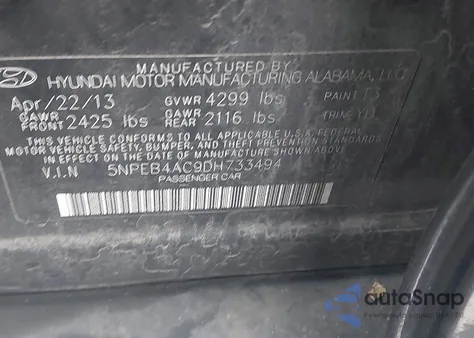 MANUFACTURED BY
HYUNDAI MOTOR MANUFACTURING ALABAMA, LLC
Apr/22/13 GVWR 4299 lbs PAINT T3
GAWR FRONT 2425 lbs GAWR REAR 2116 lbs TRIM YDA
THIS VEHICLE CONFORMS TO ALL APPLICABLE U.S. FEDERAL
MOTOR VEHICLE SAFETY, BUMPER, AND THEFT PREVENTION STANDARDS
IN EFFECT ON THE DATE OF MANUFACTURE SHOWN ABOVE.
V.I.N 5NPEB4AC9DH733494
PASSENGER CAR
autoSnap